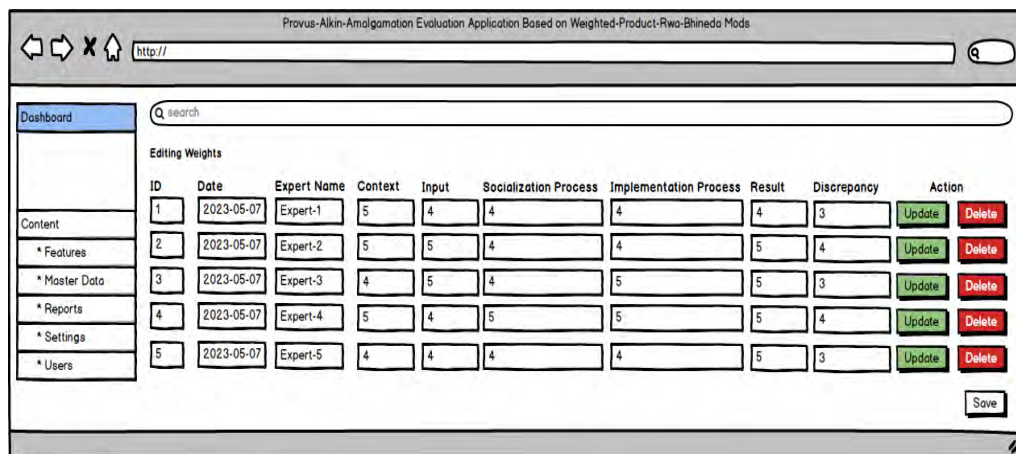 Provus-Alkin-Amalgamation Evaluation Application Based on Weighted-Product-Rwa-Bhineda Mods
http://
Dashboard
search
Editing Weights
ID Date Expert Name Context Input Socialization Process Implementation Process Result Discrepancy Action
1 2023-05-07 Expert-1 5 4 4 4 4 3 Update Delete
2 2023-05-07 Expert-2 5 5 4 4 5 4 Update Delete
3 2023-05-07 Expert-3 4 5 4 5 5 3 Update Delete
4 2023-05-07 Expert-4 5 4 5 5 5 4 Update Delete
5 2023-05-07 Expert-5 4 4 4 4 5 3 Update Delete
Content
* Features
* Master Data
* Reports
* Settings
* Users
Save